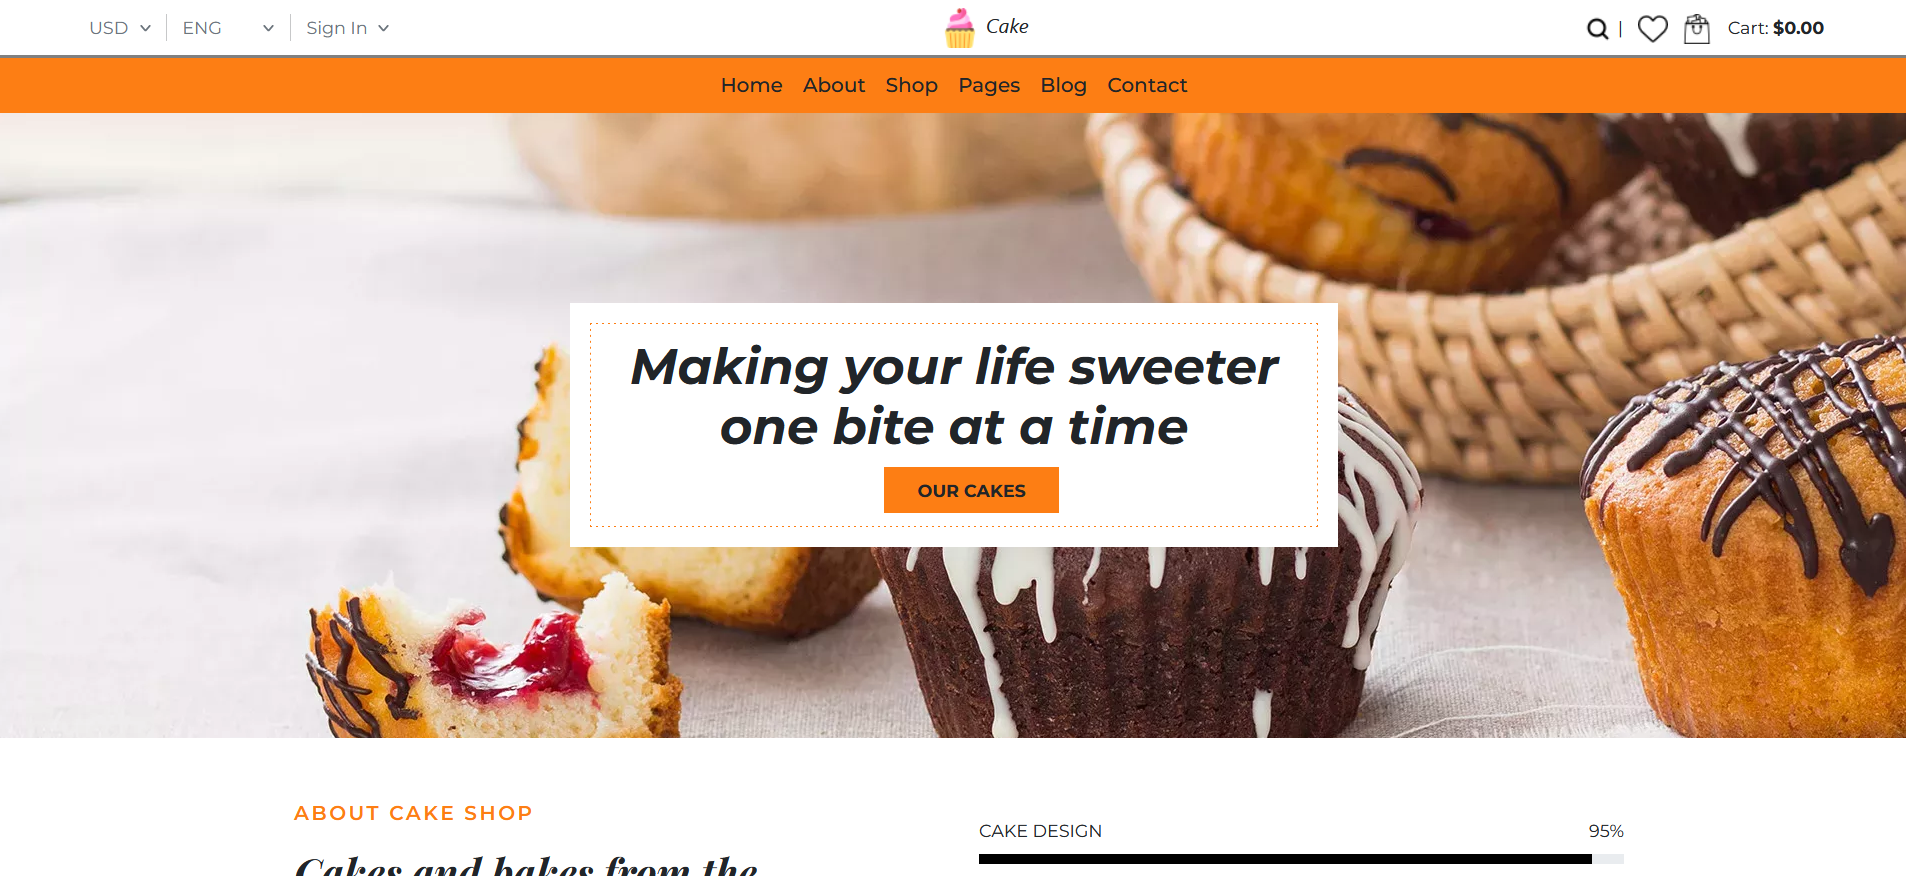 USD
ENG
Sign In
Cake
|
Cart: $0.00
Home About Shop Pages Blog Contact
Making your life sweeter
one bite at a time
OUR CAKES
ABOUT CAKE SHOP
Cakes and bakes from the
CAKE DESIGN
95%